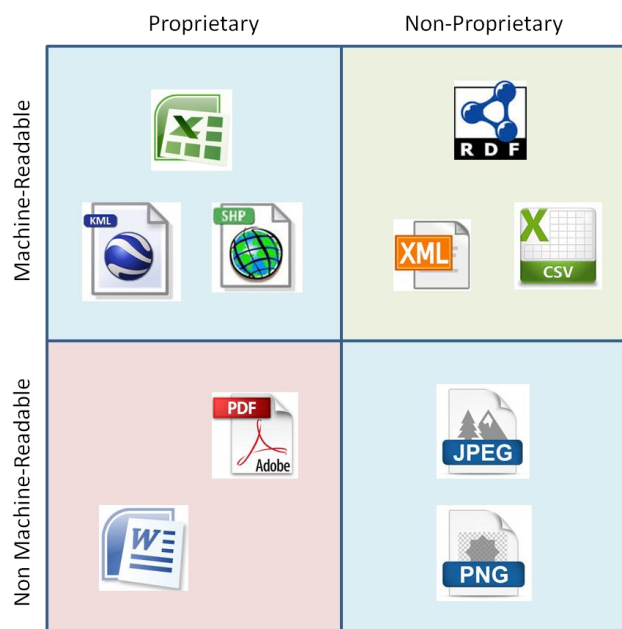 Proprietary
Non-Proprietary
Machine-Readable
X
RDF
KML
SHP
XML
X
CSV
Non Machine-Readable
PDF
Adobe
JPEG
W
PNG